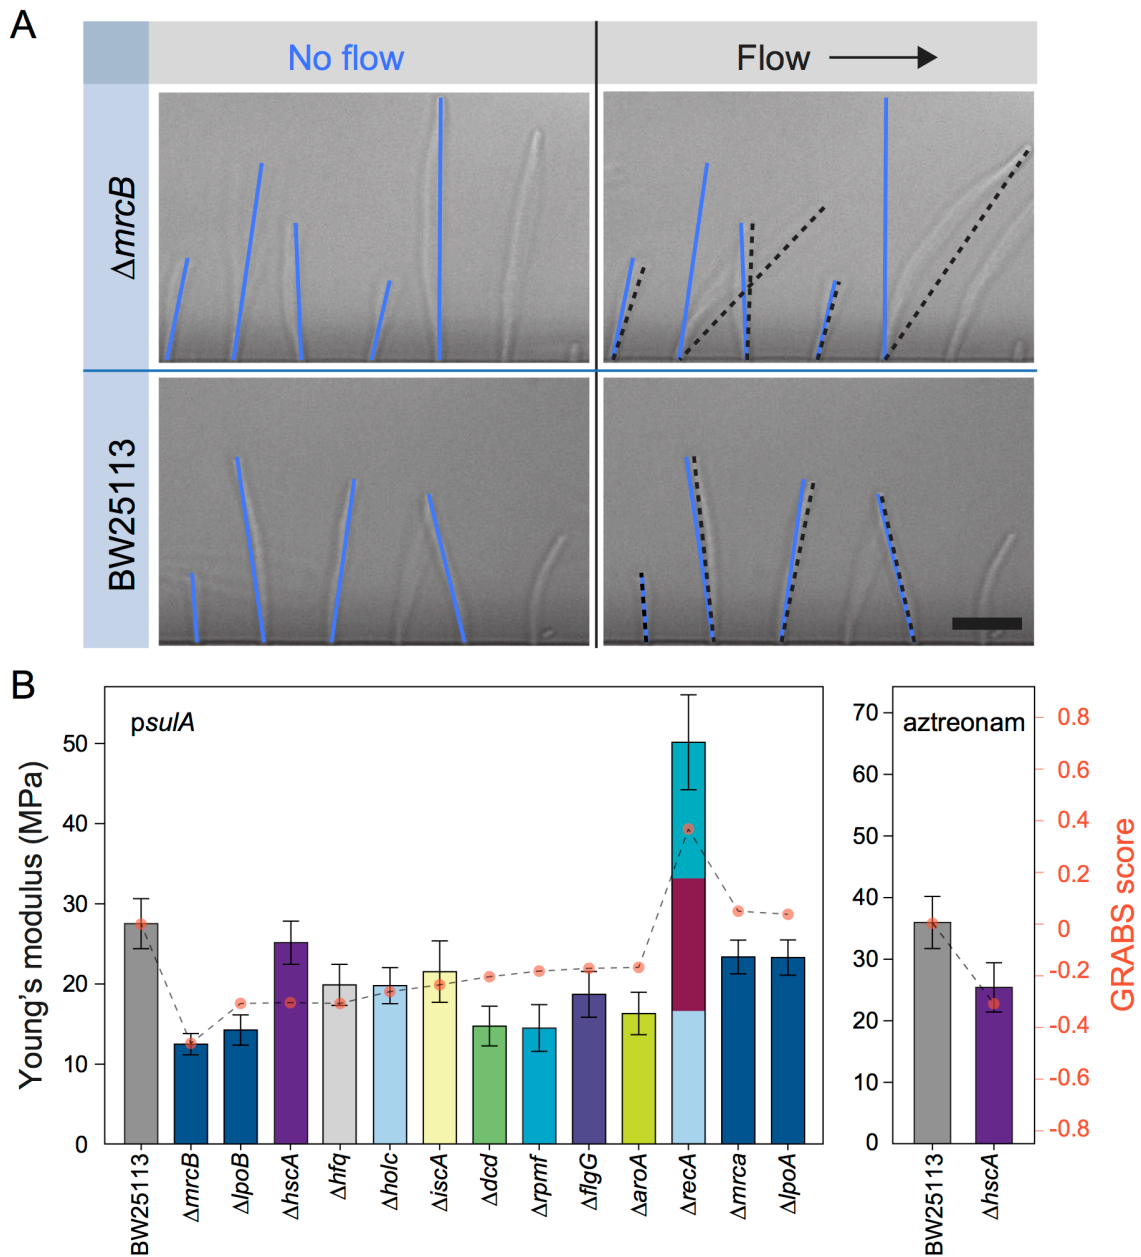 A
No flow
Flow
ΔmrcB
BW25113
B
psulA
aztreonam
Young's modulus (MPa)
50
40
30
20
10
0
70
60
50
40
30
20
10
0
0.8
0.6
0.4
0.2
0
-0.2
-0.4
-0.6
-0.8
GRABS score
BW25113
ΔmrcB
ΔlpoB
ΔhscA
Δhfq
Δholc
ΔiscA
Δdcd
Δrpmf
ΔflgG
ΔaroA
ΔrecA
Δmrca
ΔlpoA
BW25113
ΔhscA